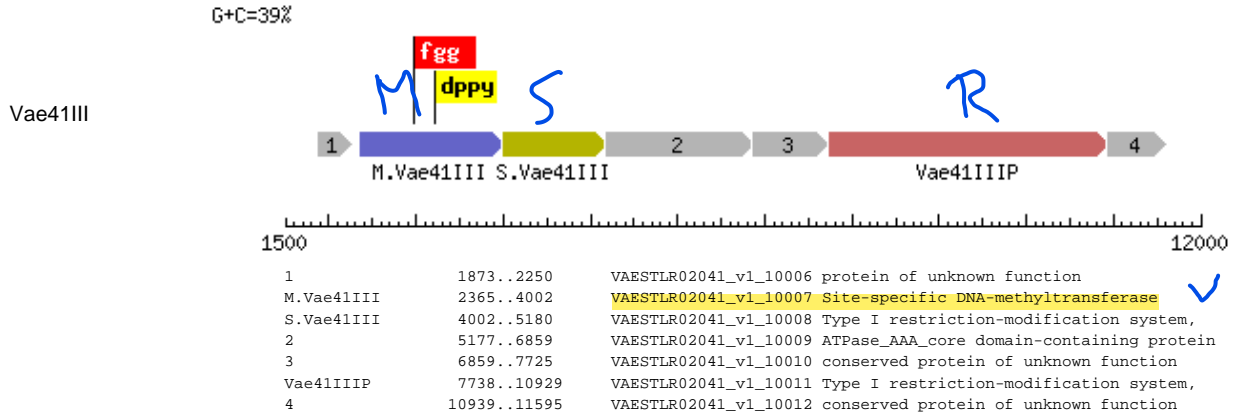 G+C=39%
fgg
M dppy S R
Vae41III
1 2 3 4
M.Vae41III S.Vae41III Vae41IIIP
1500 12000
1 1873..2250 VAESTLR02041_v1_10006 protein of unknown function
M.Vae41III 2365..4002 VAESTLR02041_v1_10007 Site-specific DNA-methyltransferase
S.Vae41III 4002..5180 VAESTLR02041_v1_10008 Type I restriction-modification system,
2 5177..6859 VAESTLR02041_v1_10009 ATPase_AAA_core domain-containing protein
3 6859..7725 VAESTLR02041_v1_10010 conserved protein of unknown function
Vae41IIIP 7738..10929 VAESTLR02041_v1_10011 Type I restriction-modification system,
4 10939..11595 VAESTLR02041_v1_10012 conserved protein of unknown function